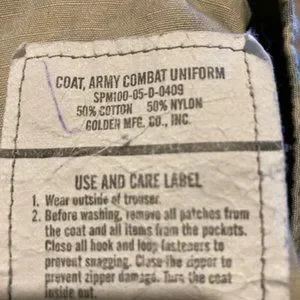 COAT, ARMY COMBAT UNIFORM
SPM100-05-D-0409
50% COTTON 50% NYLON
GOLDEN MFG. CO., INC.
USE AND CARE LABEL
1. Wear outside of trouser.
2. Before washing, remove all patches from
the coat and all items from the pockets.
Close all hook and loop fasteners to
prevent snagging. Close the zipper to
prevent zipper damage. Turn the coat
inside out.